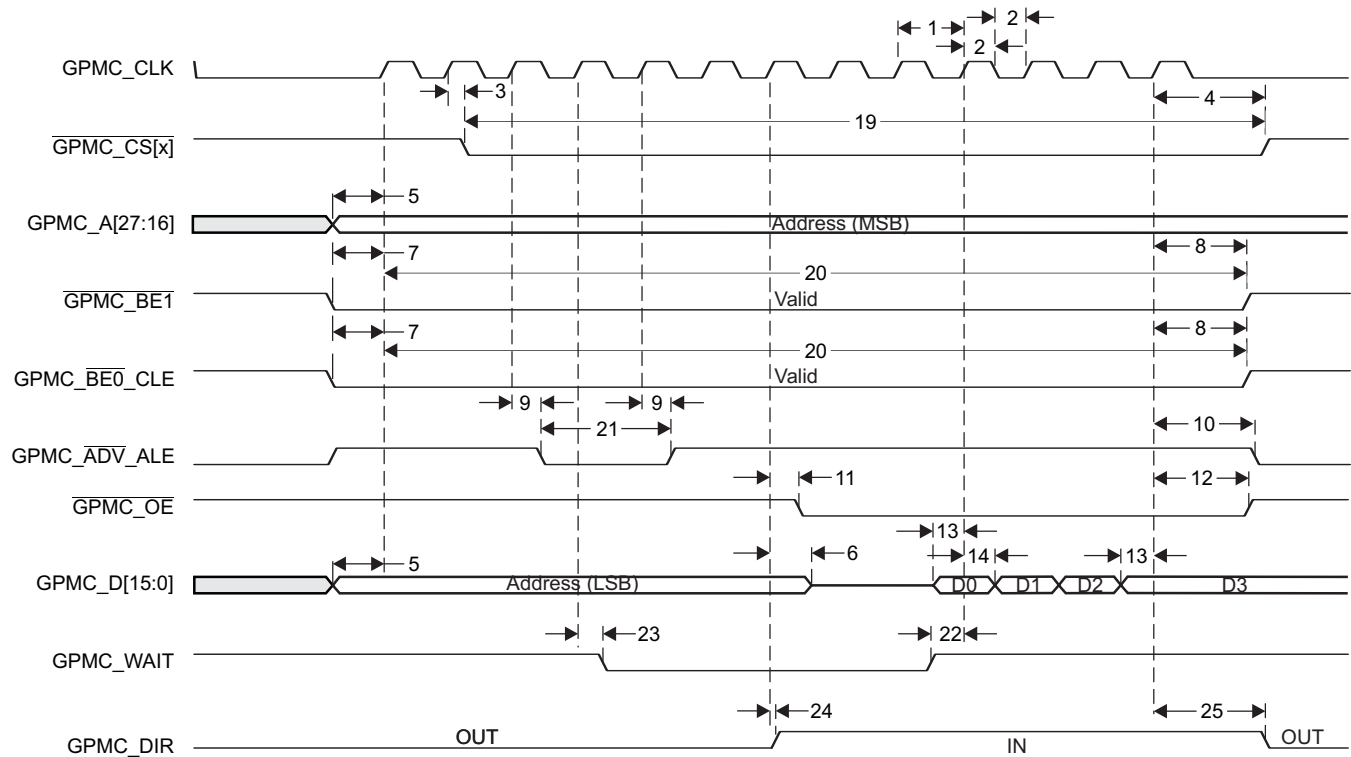 1
2
2
GPMC_CLK
3
4
19
GPMC_CS[x]
5
GPMC_A[27:16]
Address (MSB)
7
8
20
GPMC_BE1
Valid
7
8
20
GPMC_BE0_CLE
Valid
9
9
21
10
GPMC_ADV_ALE
11
12
GPMC_OE
13
5
6
14
13
GPMC_D[15:0]
Address (LSB)
D0
D1
D2
D3
23
22
GPMC_WAIT
24
25
GPMC_DIR
OUT
IN
OUT